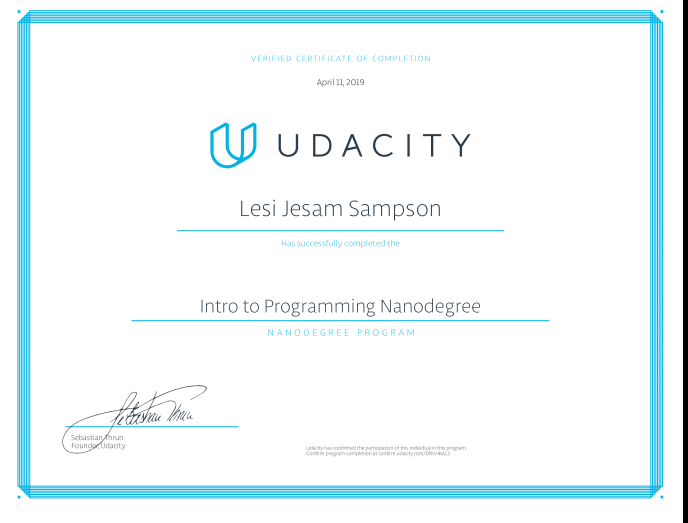 VERIFIED CERTIFICATE OF COMPLETION
April 11, 2019
UDACITY
Lesi Jesam Sampson
Has successfully completed the
Intro to Programming Nanodegree
NANODEGREE PROGRAM
Sebastian Thrun
Sebastian Thrun
Founder, Udacity
Udacity has confirmed the participation of this individual in this program.
Confirm program completion at confirm.udacity.com/